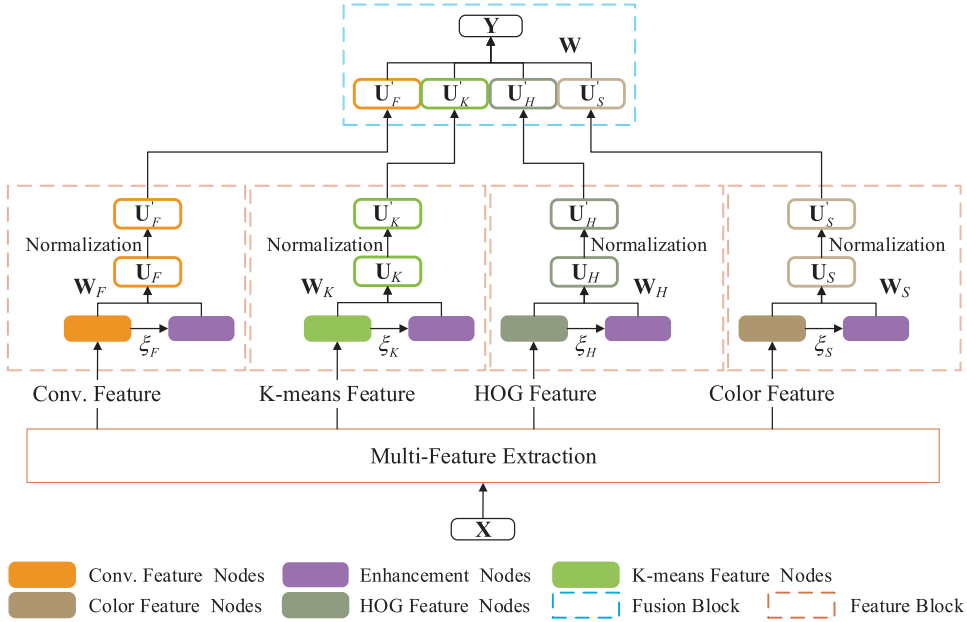 Y
W
U'F U'K U'H U'S
U'F U'K U'H U'S
Normalization Normalization Normalization Normalization
UF UK UH US
WF WK WH WS
ξF ξK ξH ξS
Conv. Feature K-means Feature HOG Feature Color Feature
Multi-Feature Extraction
X
Conv. Feature Nodes Enhancement Nodes K-means Feature Nodes
Color Feature Nodes HOG Feature Nodes Fusion Block Feature Block